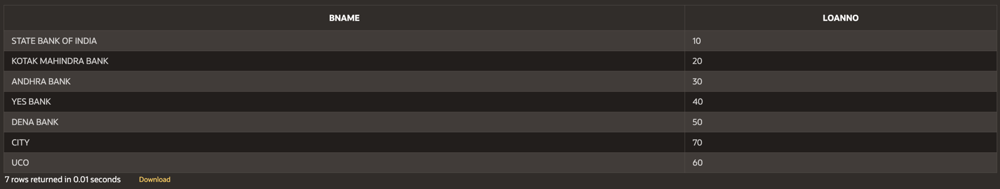 BNAME LOANNO
STATE BANK OF INDIA 10
KOTAK MAHINDRA BANK 20
ANDHRA BANK 30
YES BANK 40
DENA BANK 50
CITY 70
UCO 60
7 rows returned in 0.01 seconds Download